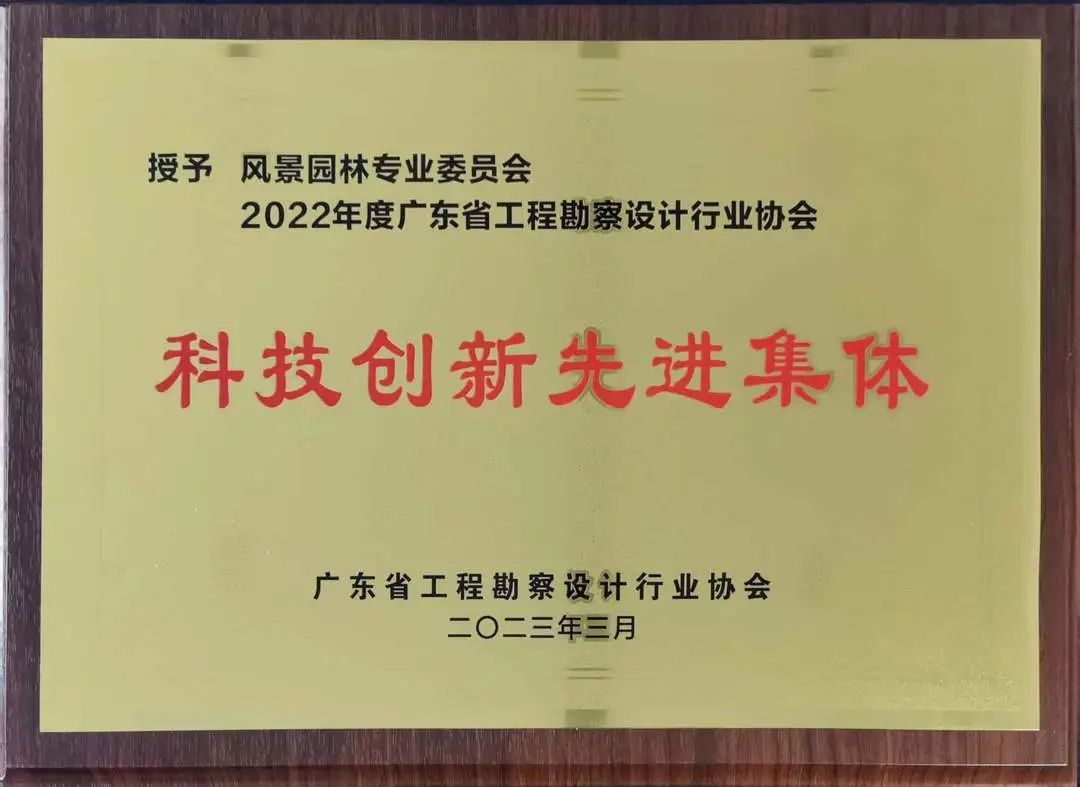 授予 风景园林专业委员会
2022年度广东省工程勘察设计行业协会
科技创新先进集体
广东省工程勘察设计行业协会
二〇二三年三月